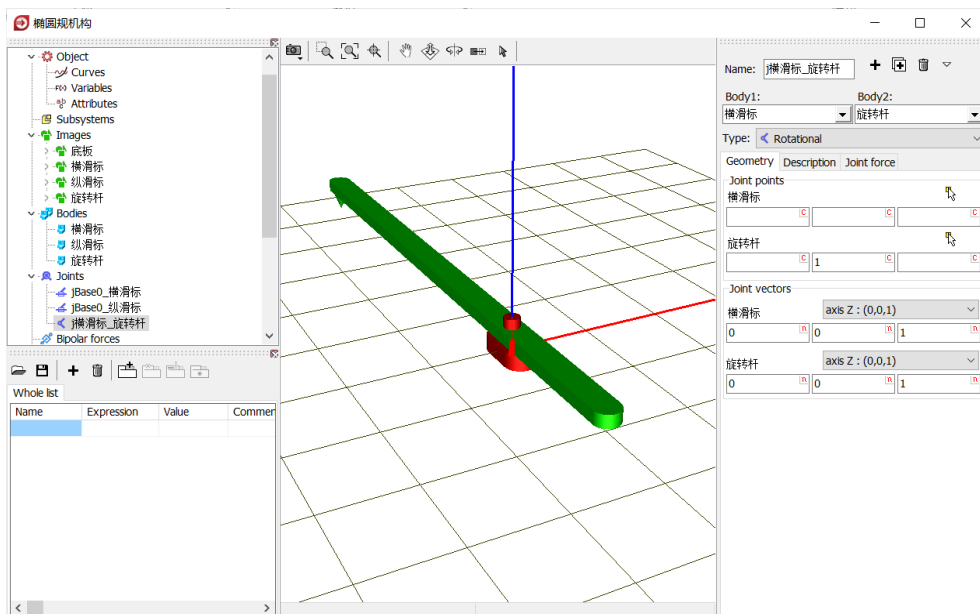 椭圆规机构
Object
Curves
F(x) Variables
Attributes
Subsystems
Images
底板
横滑标
纵滑标
旋转杆
Bodies
横滑标
纵滑标
旋转杆
Joints
jBase0_横滑标
jBase0_纵滑标
j横滑标_旋转杆
Bipolar forces
Whole list
Name Expression Value Commen
Name: j横滑标_旋转杆
Body1: Body2:
横滑标 旋转杆
Type: Rotational
Geometry Description Joint force
Joint points
横滑标
C C C
旋转杆
C 1 C
Joint vectors
横滑标 axis Z : (0,0,1)
0 n 0 n 1 n
旋转杆 axis Z : (0,0,1)
0 n 0 n 1 n